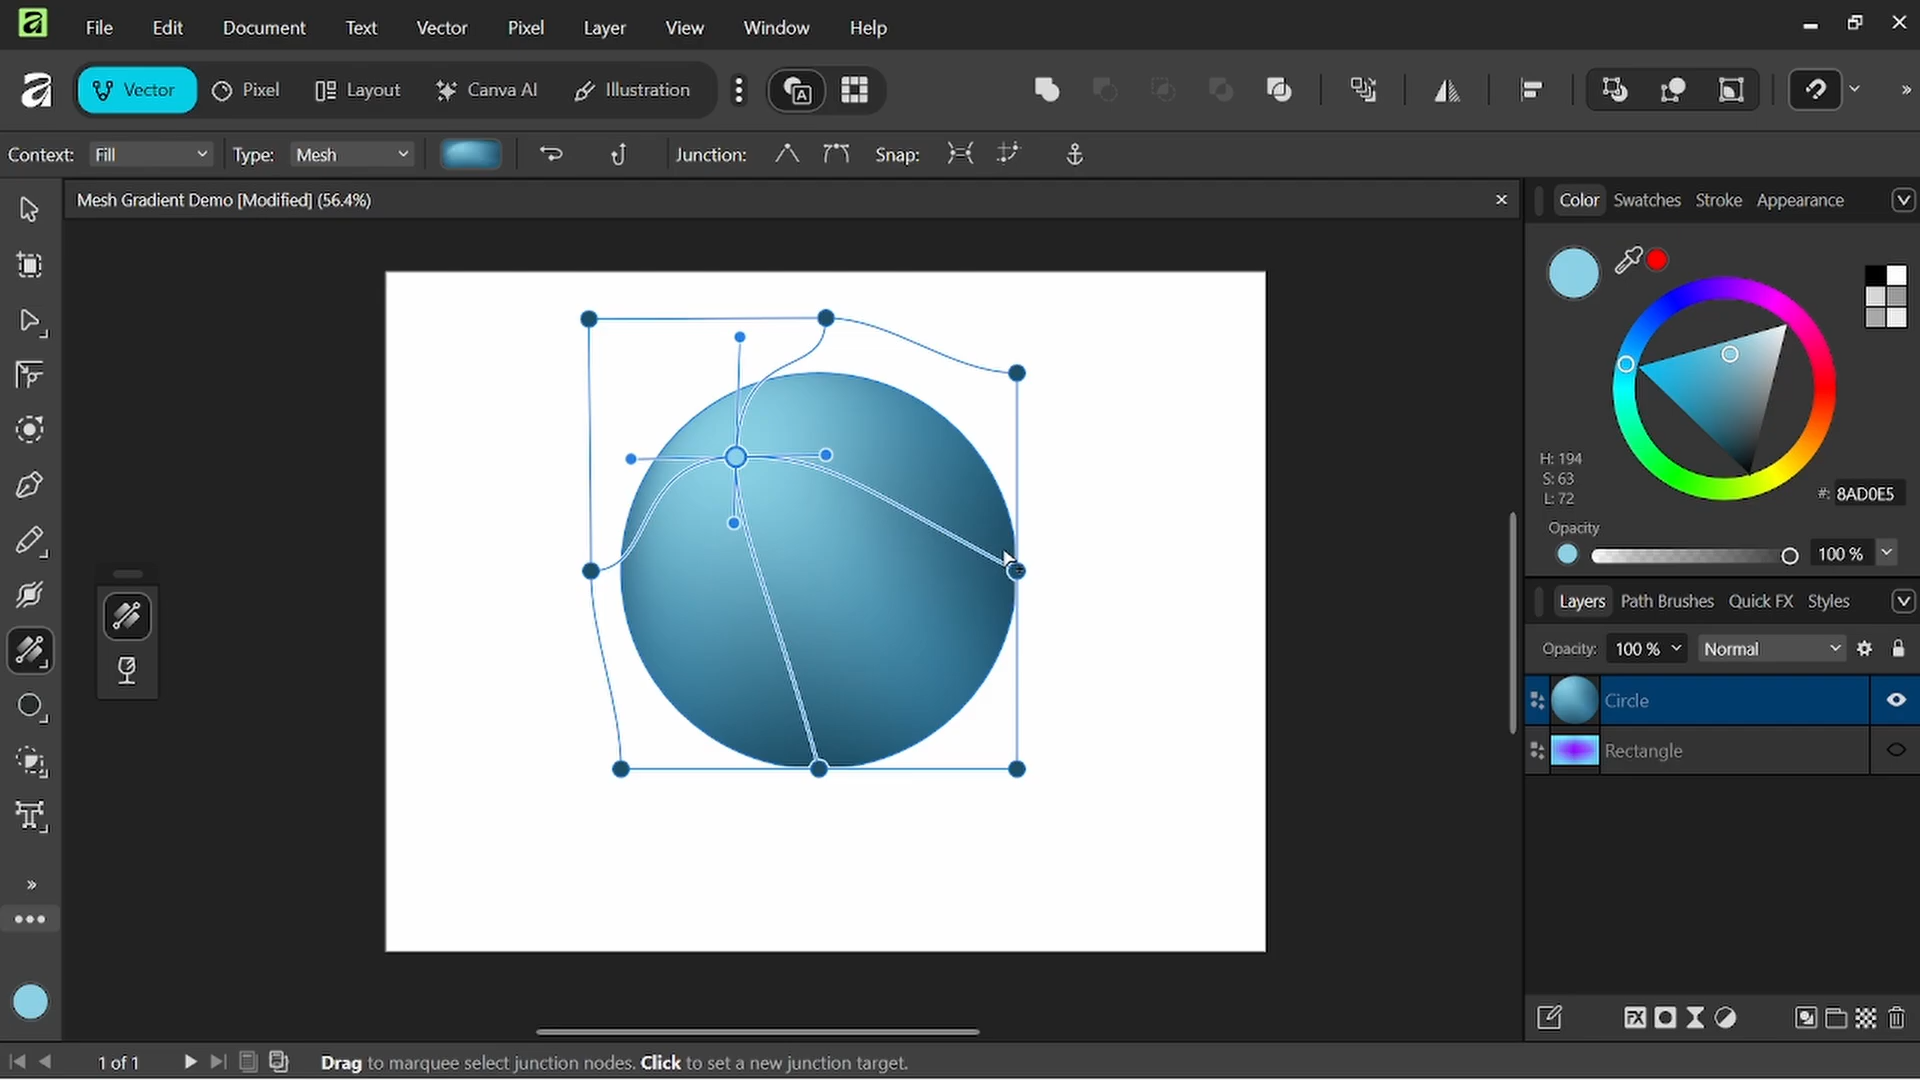 File Edit Document Text Vector Pixel Layer View Window Help
Vector Pixel Layout Canva AI Illustration
Context: Fill Type: Mesh Junction: Snap:
Mesh Gradient Demo [Modified] (56.4%)
Color Swatches Stroke Appearance
H: 194
S: 63
L: 72
#: 8AD0E5
Opacity
100 %
Layers Path Brushes Quick FX Styles
Opacity: 100 % Normal
Circle
Rectangle
FX
1 of 1 Drag to marquee select junction nodes. Click to set a new junction target.